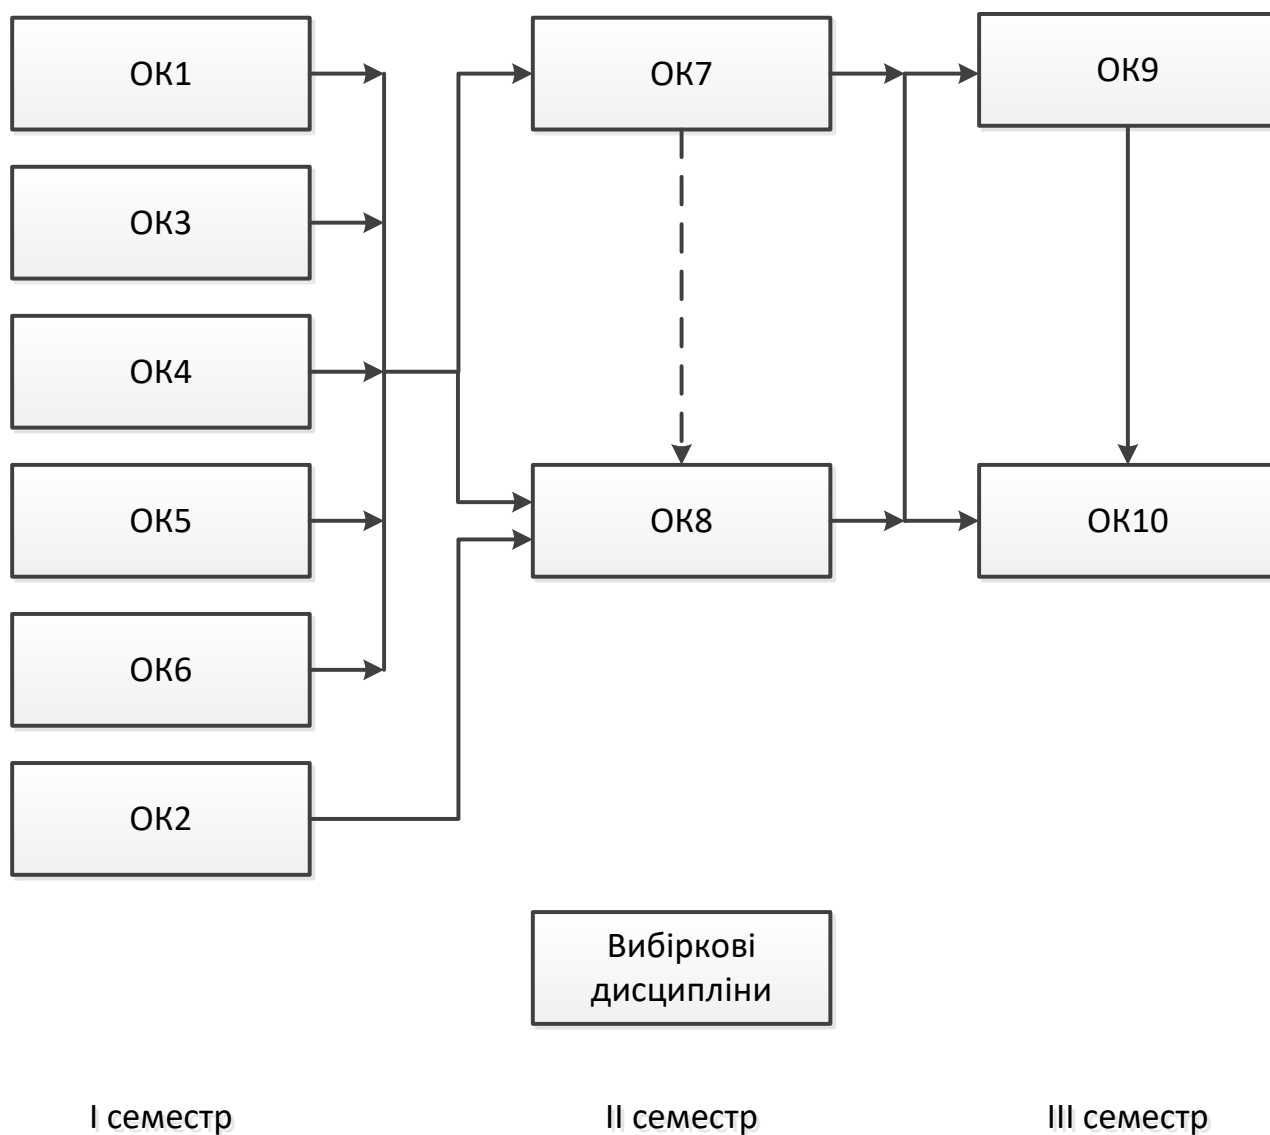 ОК1
ОК7
ОК9
ОК3
ОК4
ОК5
ОК8
ОК10
ОК6
ОК2
Вибіркові
дисципліни
І семестр
ІІ семестр
ІІІ семестр